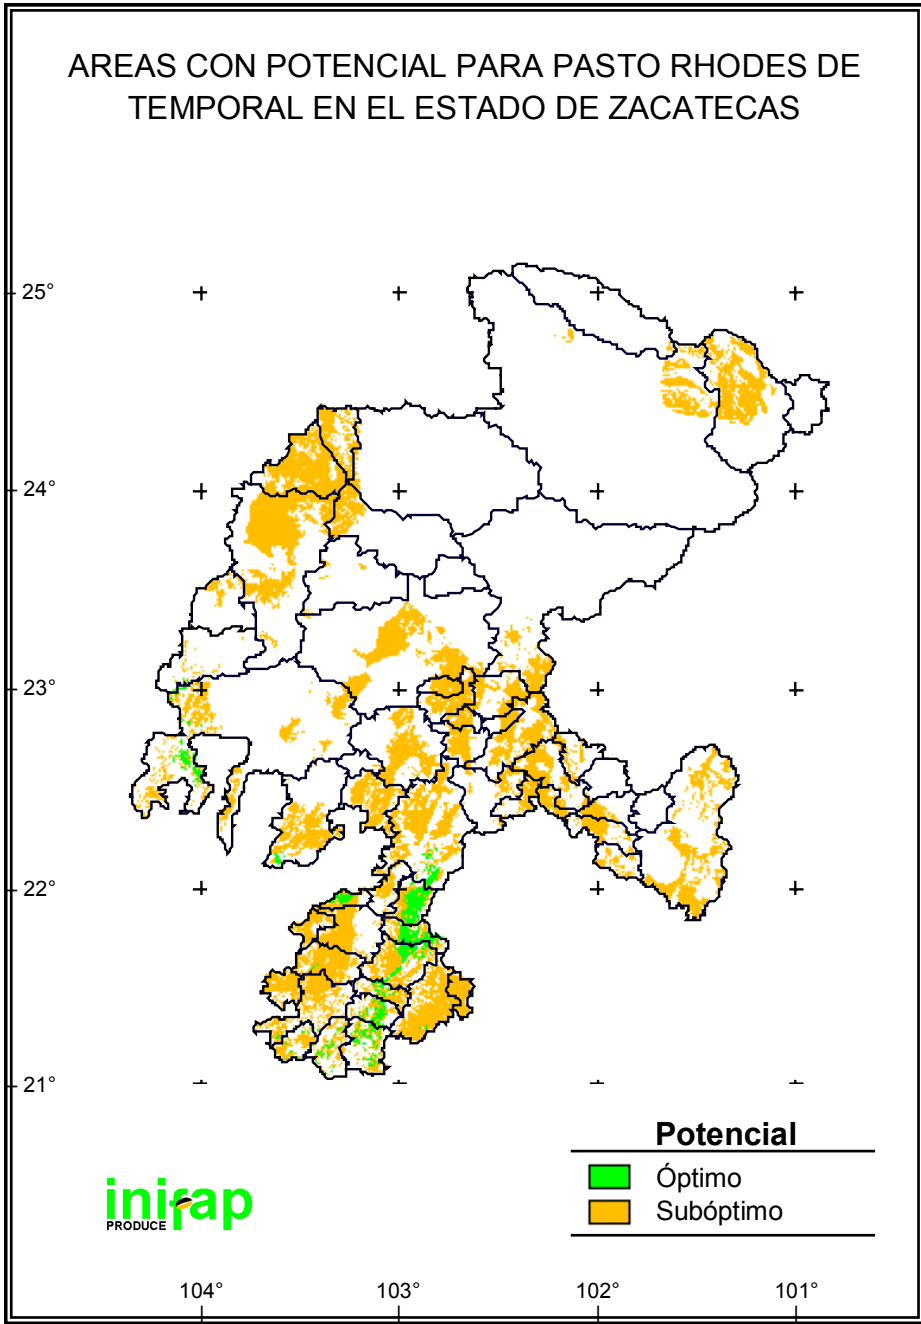 AREAS CON POTENCIAL PARA PASTO RHODES DE
TEMPORAL EN EL ESTADO DE ZACATECAS
25°
24°
23°
22°
21°
Potencial
Óptimo
Subóptimo
inifap
PRODUCE
104°
103°
102°
101°